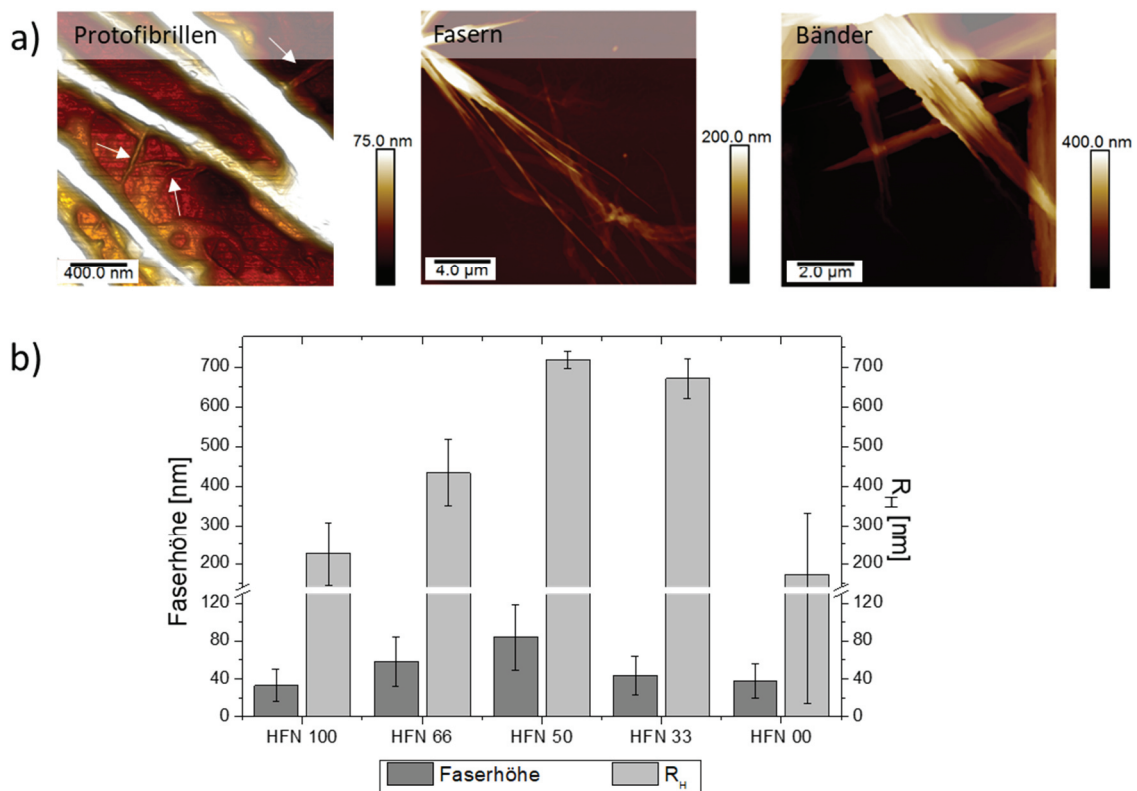 a)
Protofibrillen
Fasern
Bänder
75.0 nm
200.0 nm
400.0 nm
400.0 nm
4.0 µm
2.0 µm
b)
Faserhöhe [nm]
700
600
500
400
300
200
120
80
40
0
700
600
500
400
300
200
120
80
40
0
R_H [nm]
HFN 100 HFN 66 HFN 50 HFN 33 HFN 00
Faserhöhe R_H